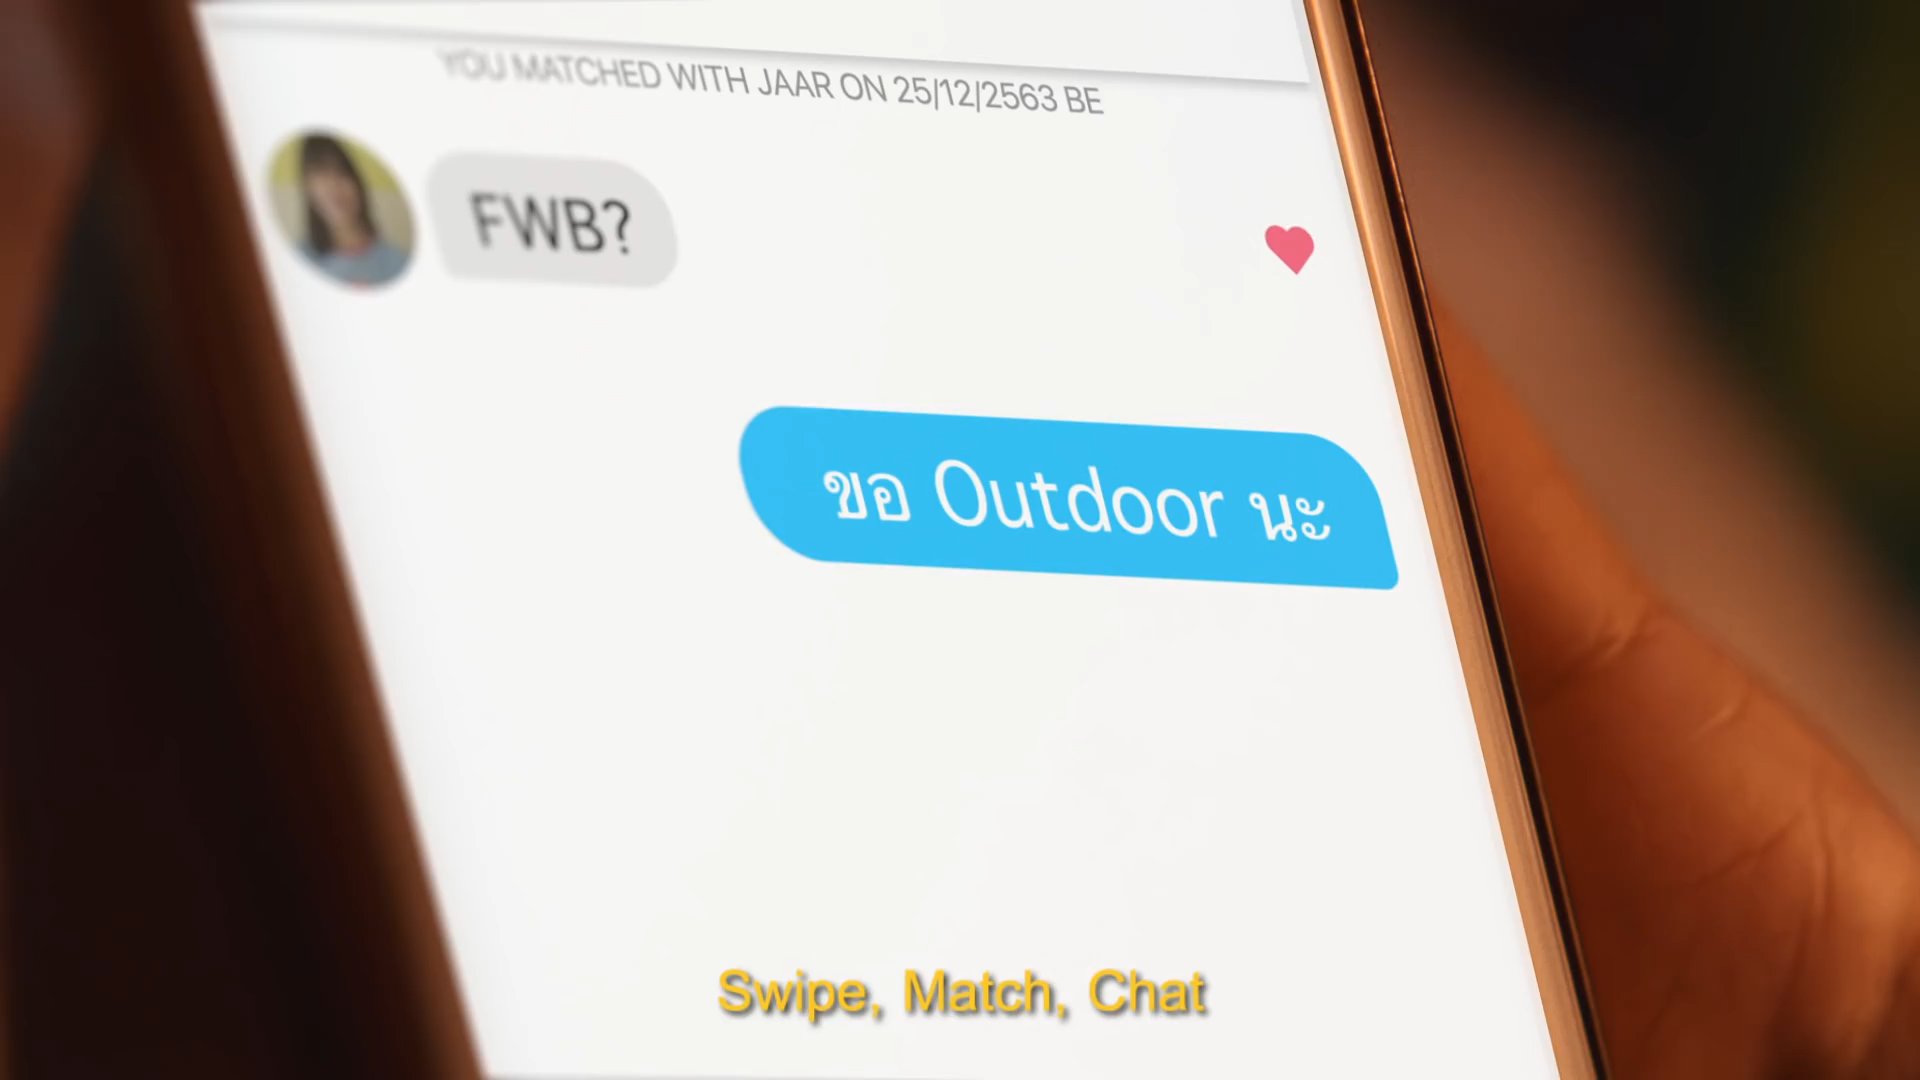 YOU MATCHED WITH JAAR ON 25/12/2563 BE
FWB?
ขอ Outdoor นะ
Swipe, Match, Chat